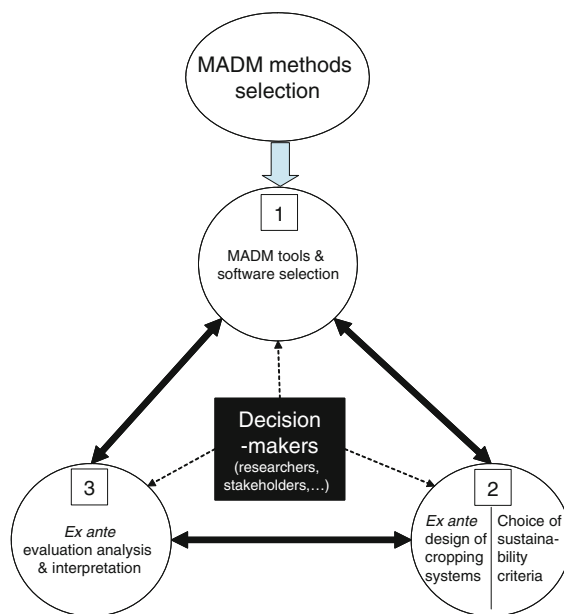 MADM methods
selection
1
MADM tools &
software selection
Decision
-makers
(researchers,
stakeholders,...)
3
Ex ante
evaluation analysis
& interpretation
2
Ex ante
design of
cropping
systems
Choice of
sustaina-
bility
criteria